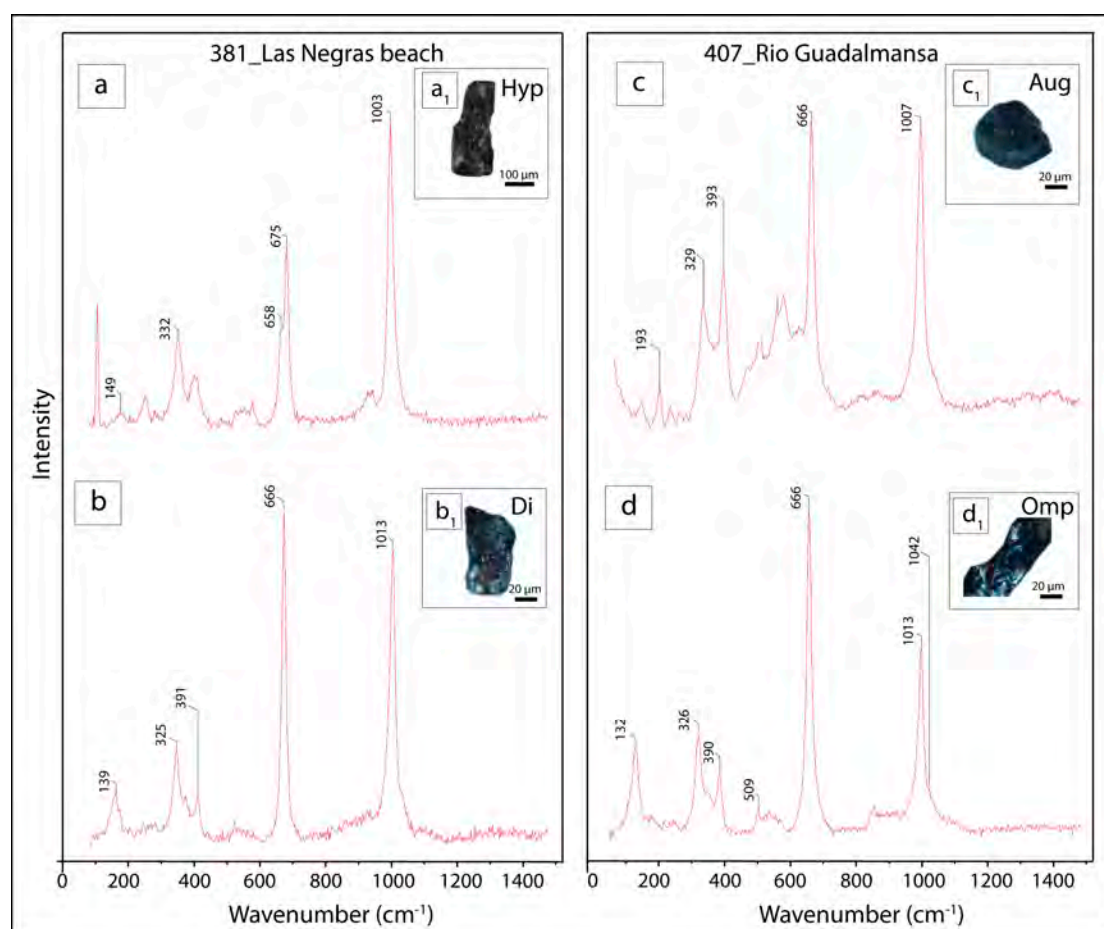 381_Las Negras beach
a
a1
Hyp
100 µm
149
332
658
675
1003
b
b1
Di
20 µm
139
325
391
666
1013
Intensity
0 200 400 600 800 1000 1200 1400
Wavenumber (cm-1)
407_Rio Guadalmansa
c
c1
Aug
20 µm
193
329
393
666
1007
d
d1
Omp
20 µm
132
326
390
509
666
1013
1042
0 200 400 600 800 1000 1200 1400
Wavenumber (cm-1)